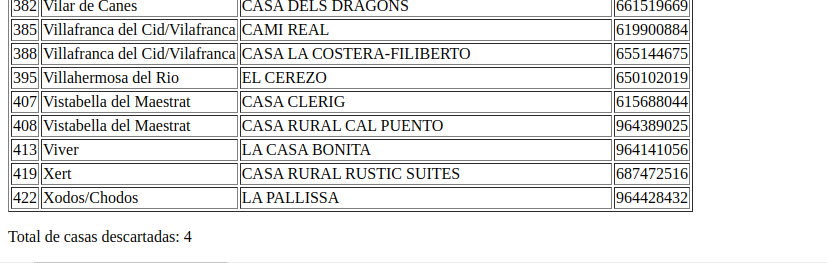 382 Vilar de Canes CASA DELS DRAGONS 661519669
385 Villafranca del Cid/Vilafranca CAMI REAL 619900884
388 Villafranca del Cid/Vilafranca CASA LA COSTERA-FILIBERTO 655144675
395 Villahermosa del Rio EL CEREZO 650102019
407 Vistabella del Maestrat CASA CLERIG 615688044
408 Vistabella del Maestrat CASA RURAL CAL PUENTO 964389025
413 Viver LA CASA BONITA 964141056
419 Xert CASA RURAL RUSTIC SUITES 687472516
422 Xodos/Chodos LA PALLISSA 964428432
Total de casas descartadas: 4